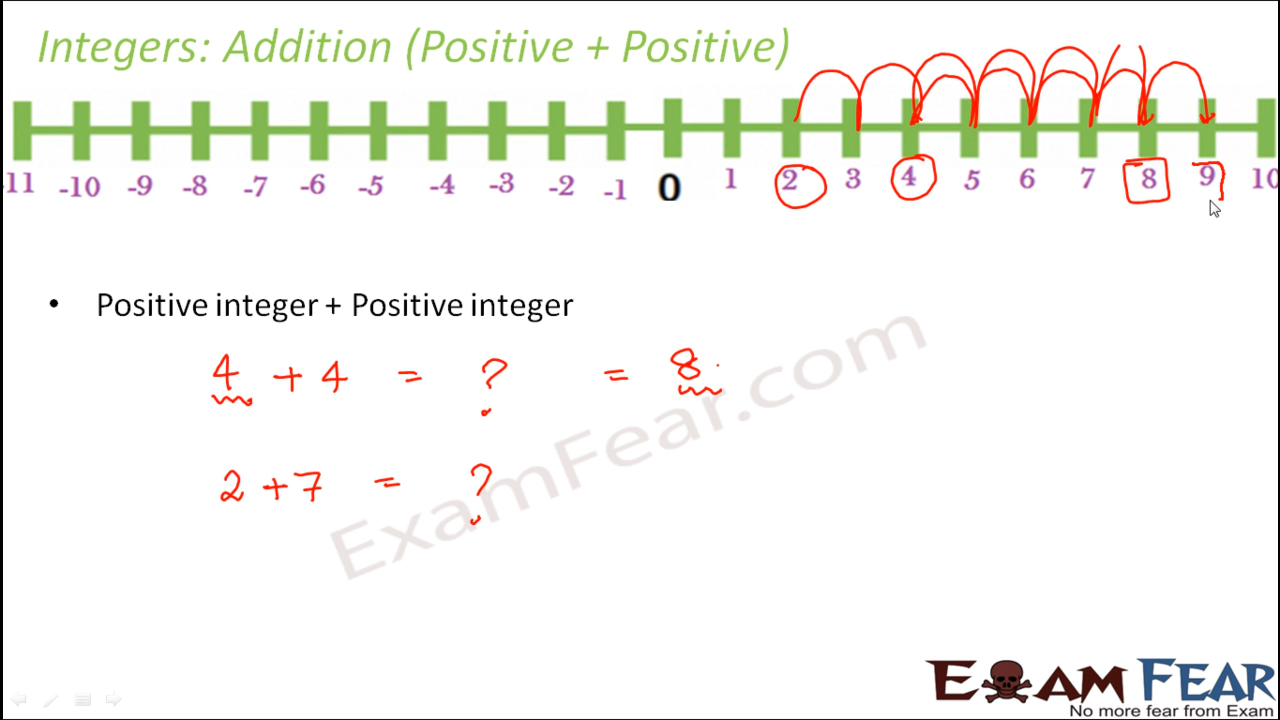 Integers: Addition (Positive + Positive)
-11 -10 -9 -8 -7 -6 -5 -4 -3 -2 -1 0 1 2 3 4 5 6 7 8 9 10
• Positive integer + Positive integer
4 + 4 = ? = 8.
2 + 7 = ?
ExamFear.com
EXAM FEAR
No more fear from Exam